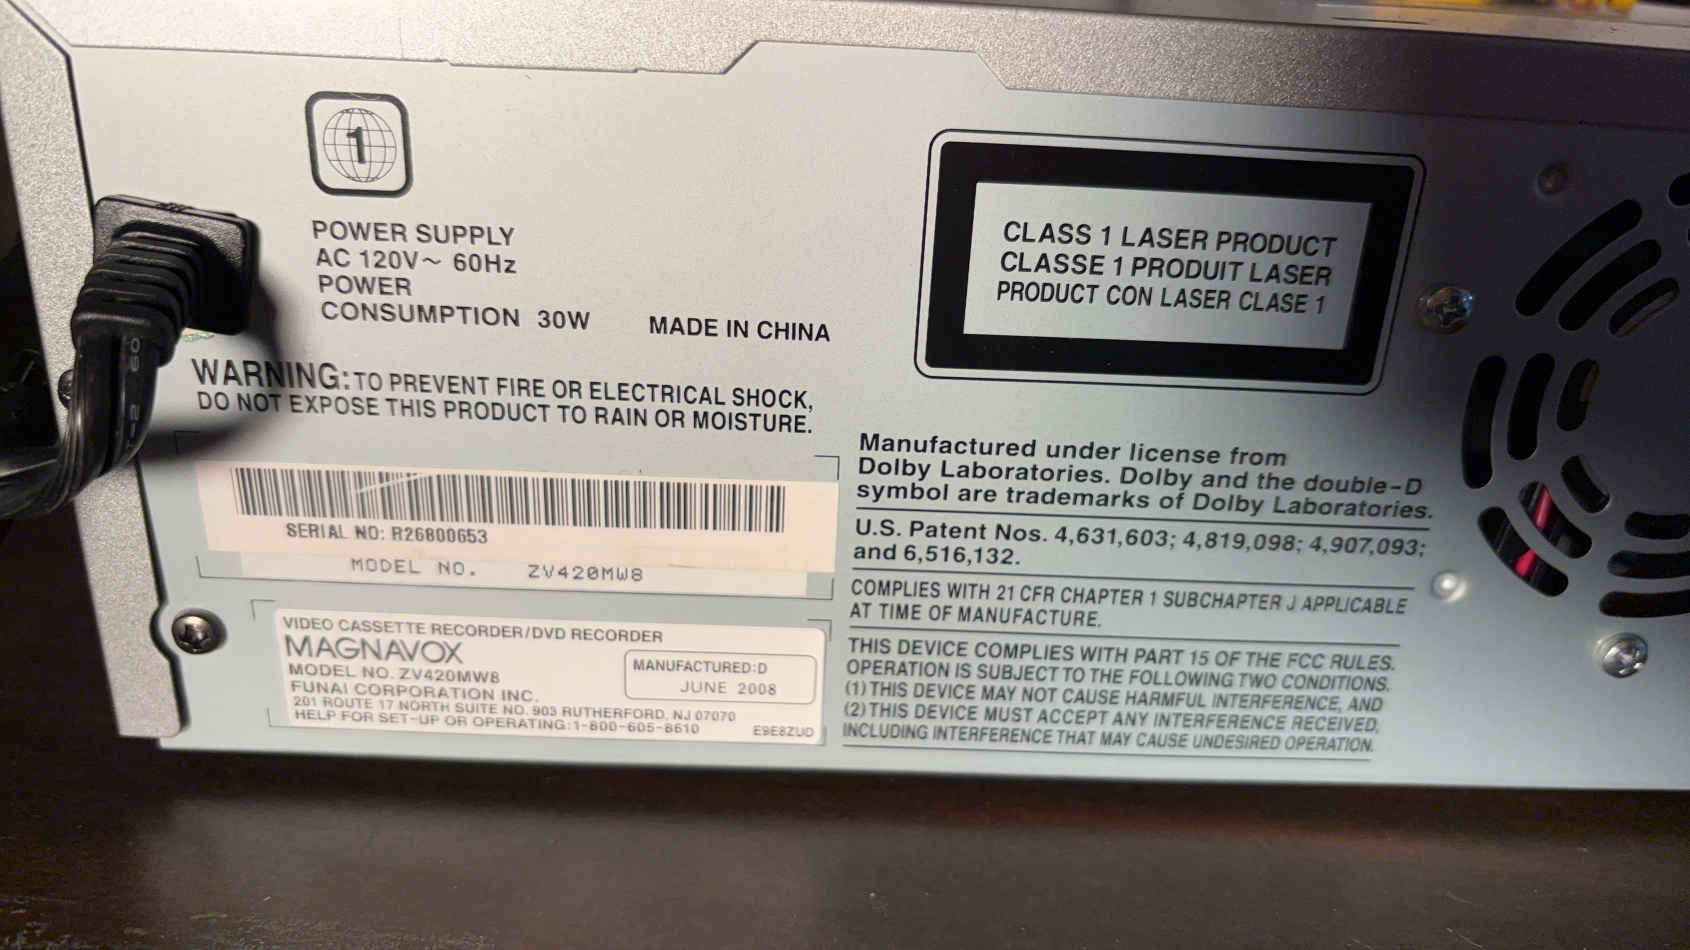 1
POWER SUPPLY
AC 120V~ 60Hz
POWER
CONSUMPTION 30W
MADE IN CHINA
WARNING: TO PREVENT FIRE OR ELECTRICAL SHOCK,
DO NOT EXPOSE THIS PRODUCT TO RAIN OR MOISTURE.
SERIAL NO: R26800653
MODEL NO. ZV420MW8
VIDEO CASSETTE RECORDER/DVD RECORDER
MAGNAVOX
MODEL NO. ZV420MW8
FUNAI CORPORATION INC.
201 ROUTE 17 NORTH SUITE NO. 903 RUTHERFORD, NJ 07070
HELP FOR SET-UP OR OPERATING:1-800-605-8610
MANUFACTURED:D
JUNE 2008
E9E8ZUD
CLASS 1 LASER PRODUCT
CLASSE 1 PRODUIT LASER
PRODUCT CON LASER CLASE 1
Manufactured under license from
Dolby Laboratories. Dolby and the double-D
symbol are trademarks of Dolby Laboratories.
U.S. Patent Nos. 4,631,603; 4,819,098; 4,907,093;
and 6,516,132.
COMPLIES WITH 21 CFR CHAPTER 1 SUBCHAPTER J APPLICABLE
AT TIME OF MANUFACTURE.
THIS DEVICE COMPLIES WITH PART 15 OF THE FCC RULES.
OPERATION IS SUBJECT TO THE FOLLOWING TWO CONDITIONS.
(1) THIS DEVICE MAY NOT CAUSE HARMFUL INTERFERENCE, AND
(2) THIS DEVICE MUST ACCEPT ANY INTERFERENCE RECEIVED,
INCLUDING INTERFERENCE THAT MAY CAUSE UNDESIRED OPERATION.